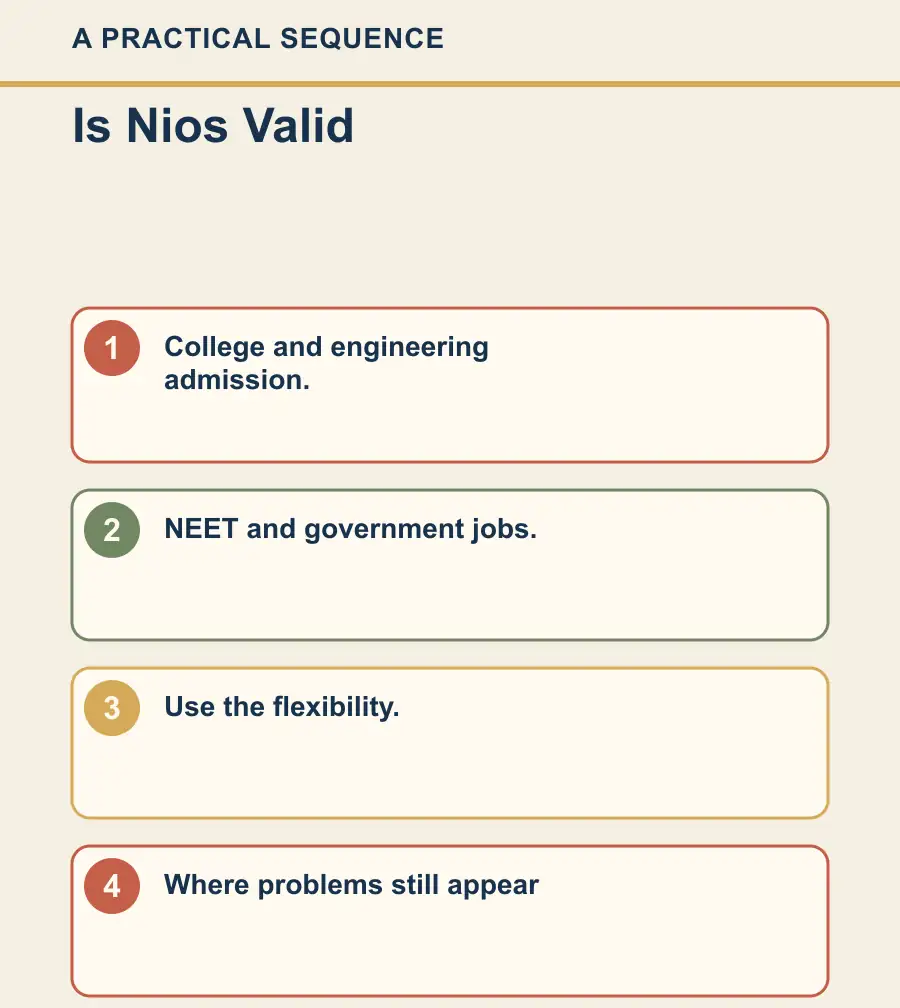 A PRACTICAL SEQUENCE
Is Nios Valid
1
College and engineering
admission.
2
NEET and government jobs.
3
Use the flexibility.
4
Where problems still appear